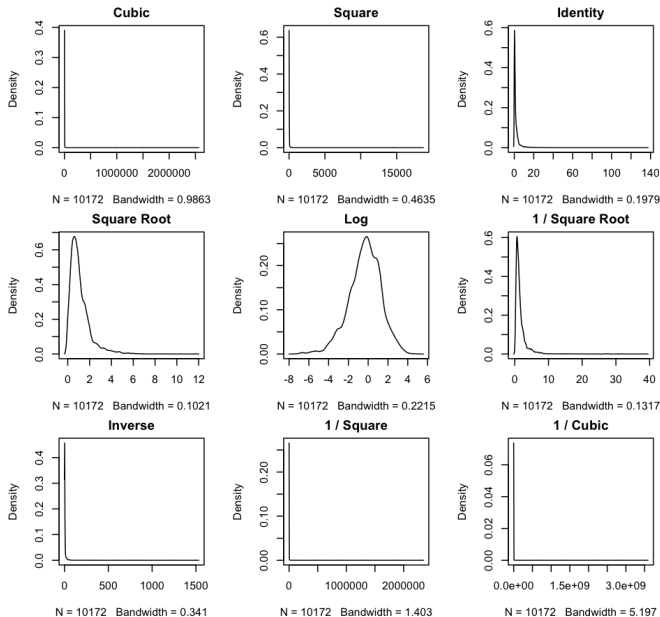 Cubic
Density
0.0 0.1 0.2 0.3 0.4
0 1000000 2000000
N = 10172 Bandwidth = 0.9863
Square
Density
0.0 0.2 0.4 0.6
0 5000 15000
N = 10172 Bandwidth = 0.4635
Identity
Density
0.0 0.2 0.4 0.6
0 20 60 100 140
N = 10172 Bandwidth = 0.1979
Square Root
Density
0.0 0.2 0.4 0.6
0 2 4 6 8 10 12
N = 10172 Bandwidth = 0.1021
Log
Density
0.00 0.10 0.20
-8 -6 -4 -2 0 2 4 6
N = 10172 Bandwidth = 0.2215
1 / Square Root
Density
0.0 0.2 0.4 0.6
0 10 20 30 40
N = 10172 Bandwidth = 0.1317
Inverse
Density
0.0 0.1 0.2 0.3 0.4
0 500 1000 1500
N = 10172 Bandwidth = 0.341
1 / Square
Density
0.00 0.10 0.20
0 1000000 2000000
N = 10172 Bandwidth = 1.403
1 / Cubic
Density
0.00 0.02 0.04 0.06
0.0e+00 1.5e+09 3.0e+09
N = 10172 Bandwidth = 5.197